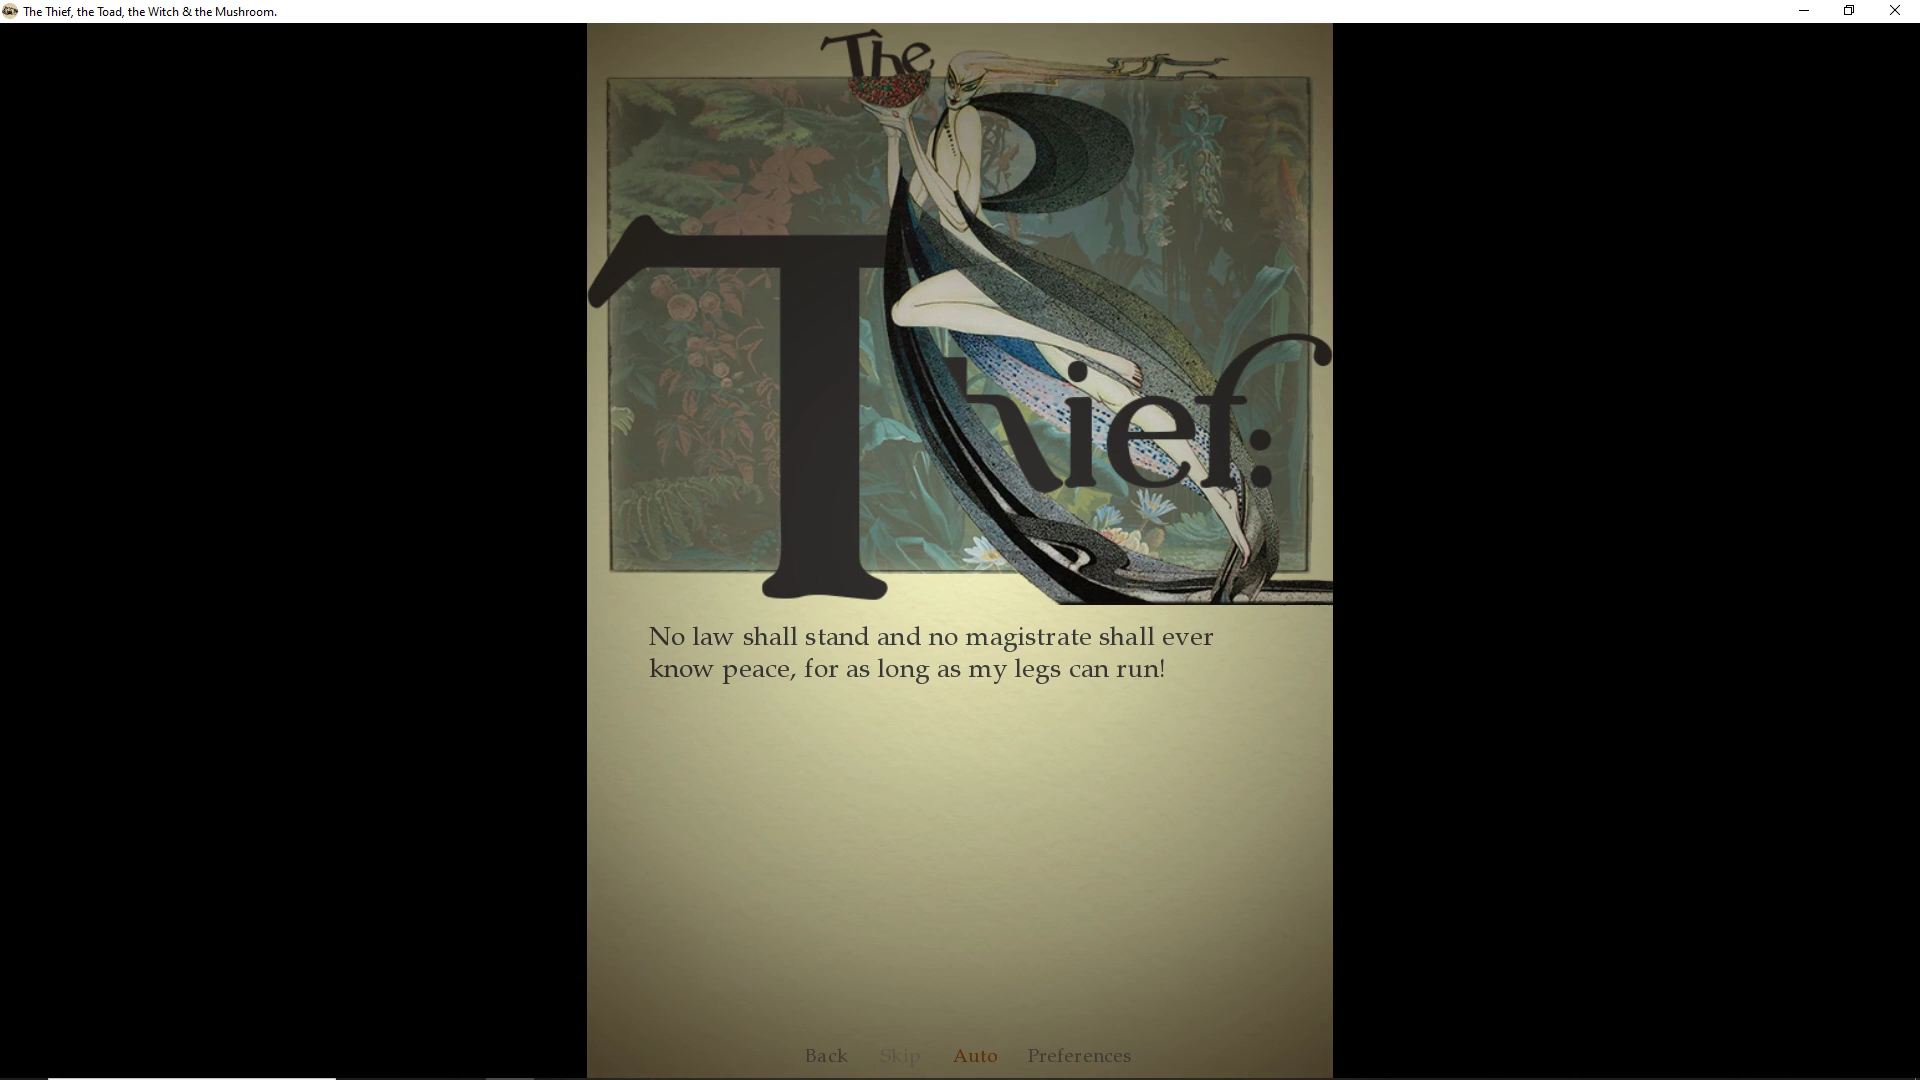 The Thief, the Toad, the Witch & the Mushroom.
The
Thief:
No law shall stand and no magistrate shall ever
know peace, for as long as my legs can run!
Back Skip Auto Preferences